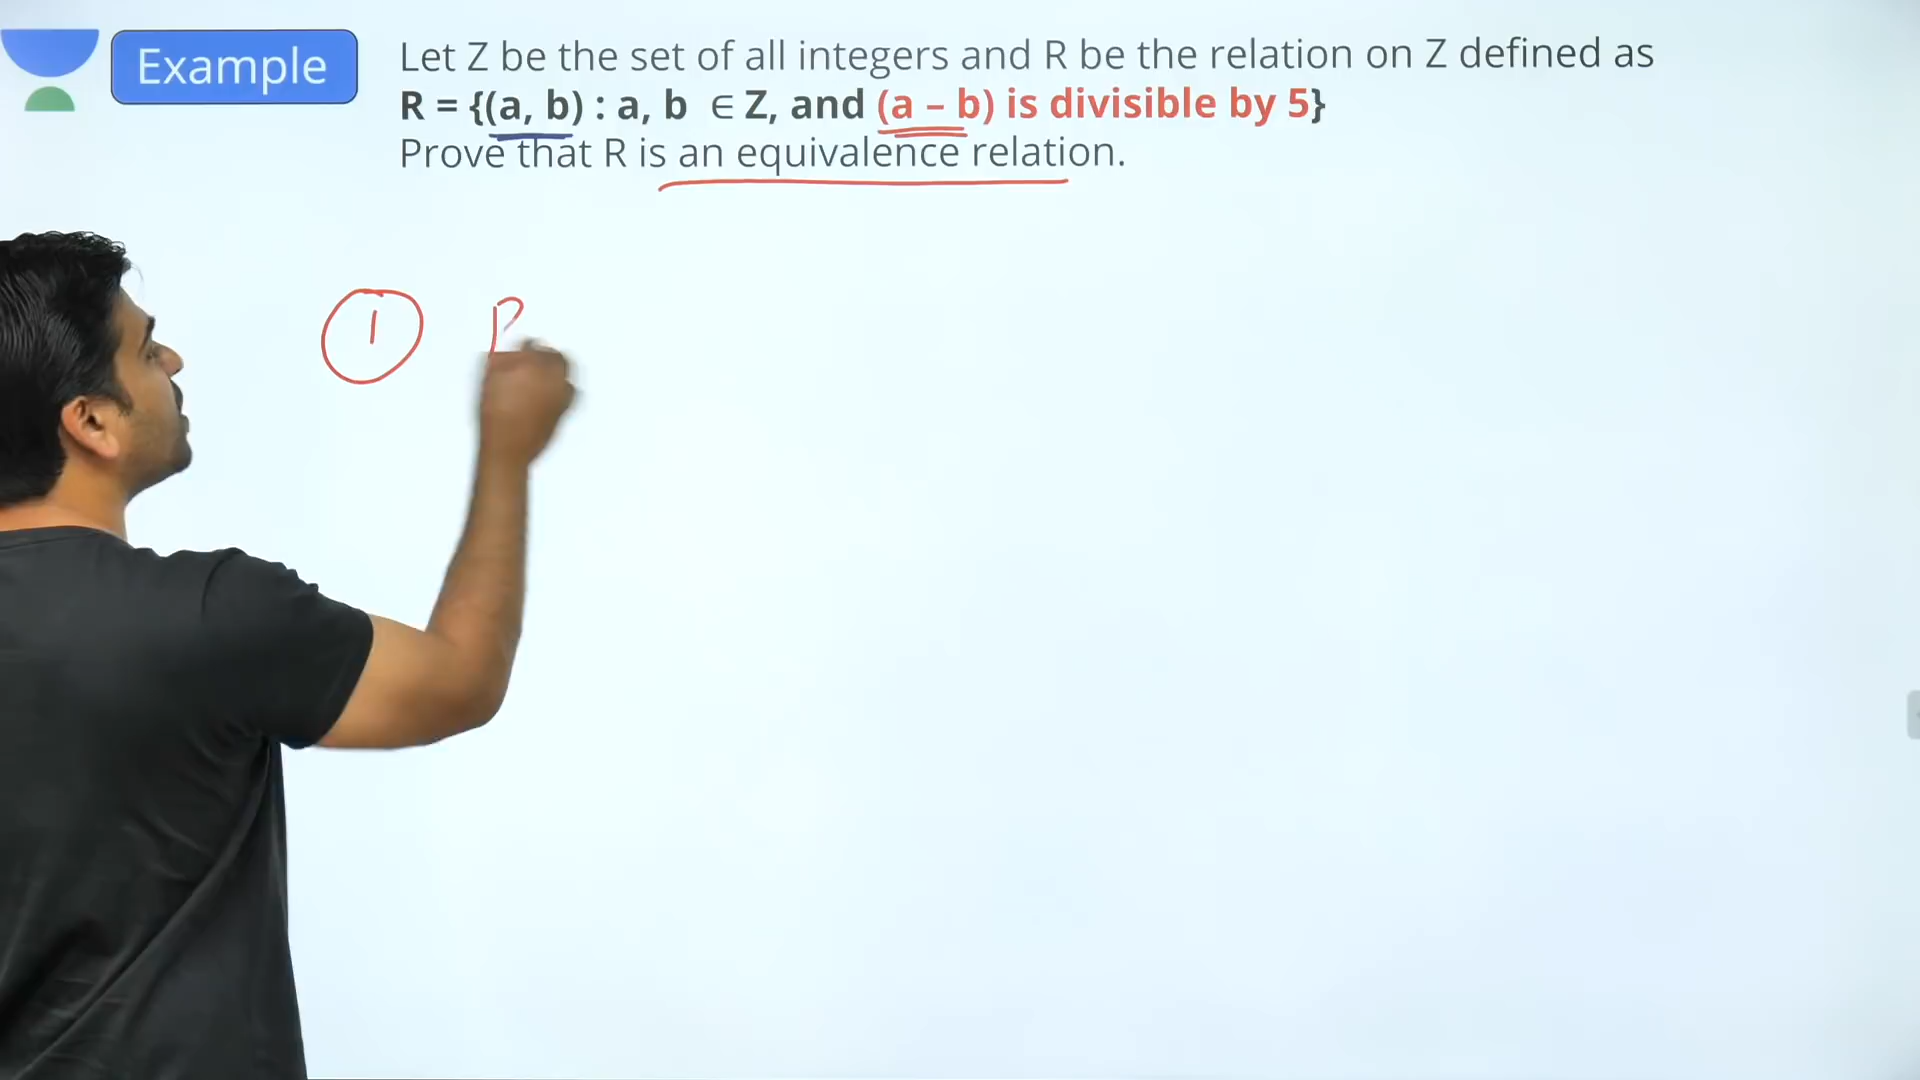 Example
Let Z be the set of all integers and R be the relation on Z defined as
R = {(a, b) : a, b ∈ Z, and (a – b) is divisible by 5}
Prove that R is an equivalence relation.
1